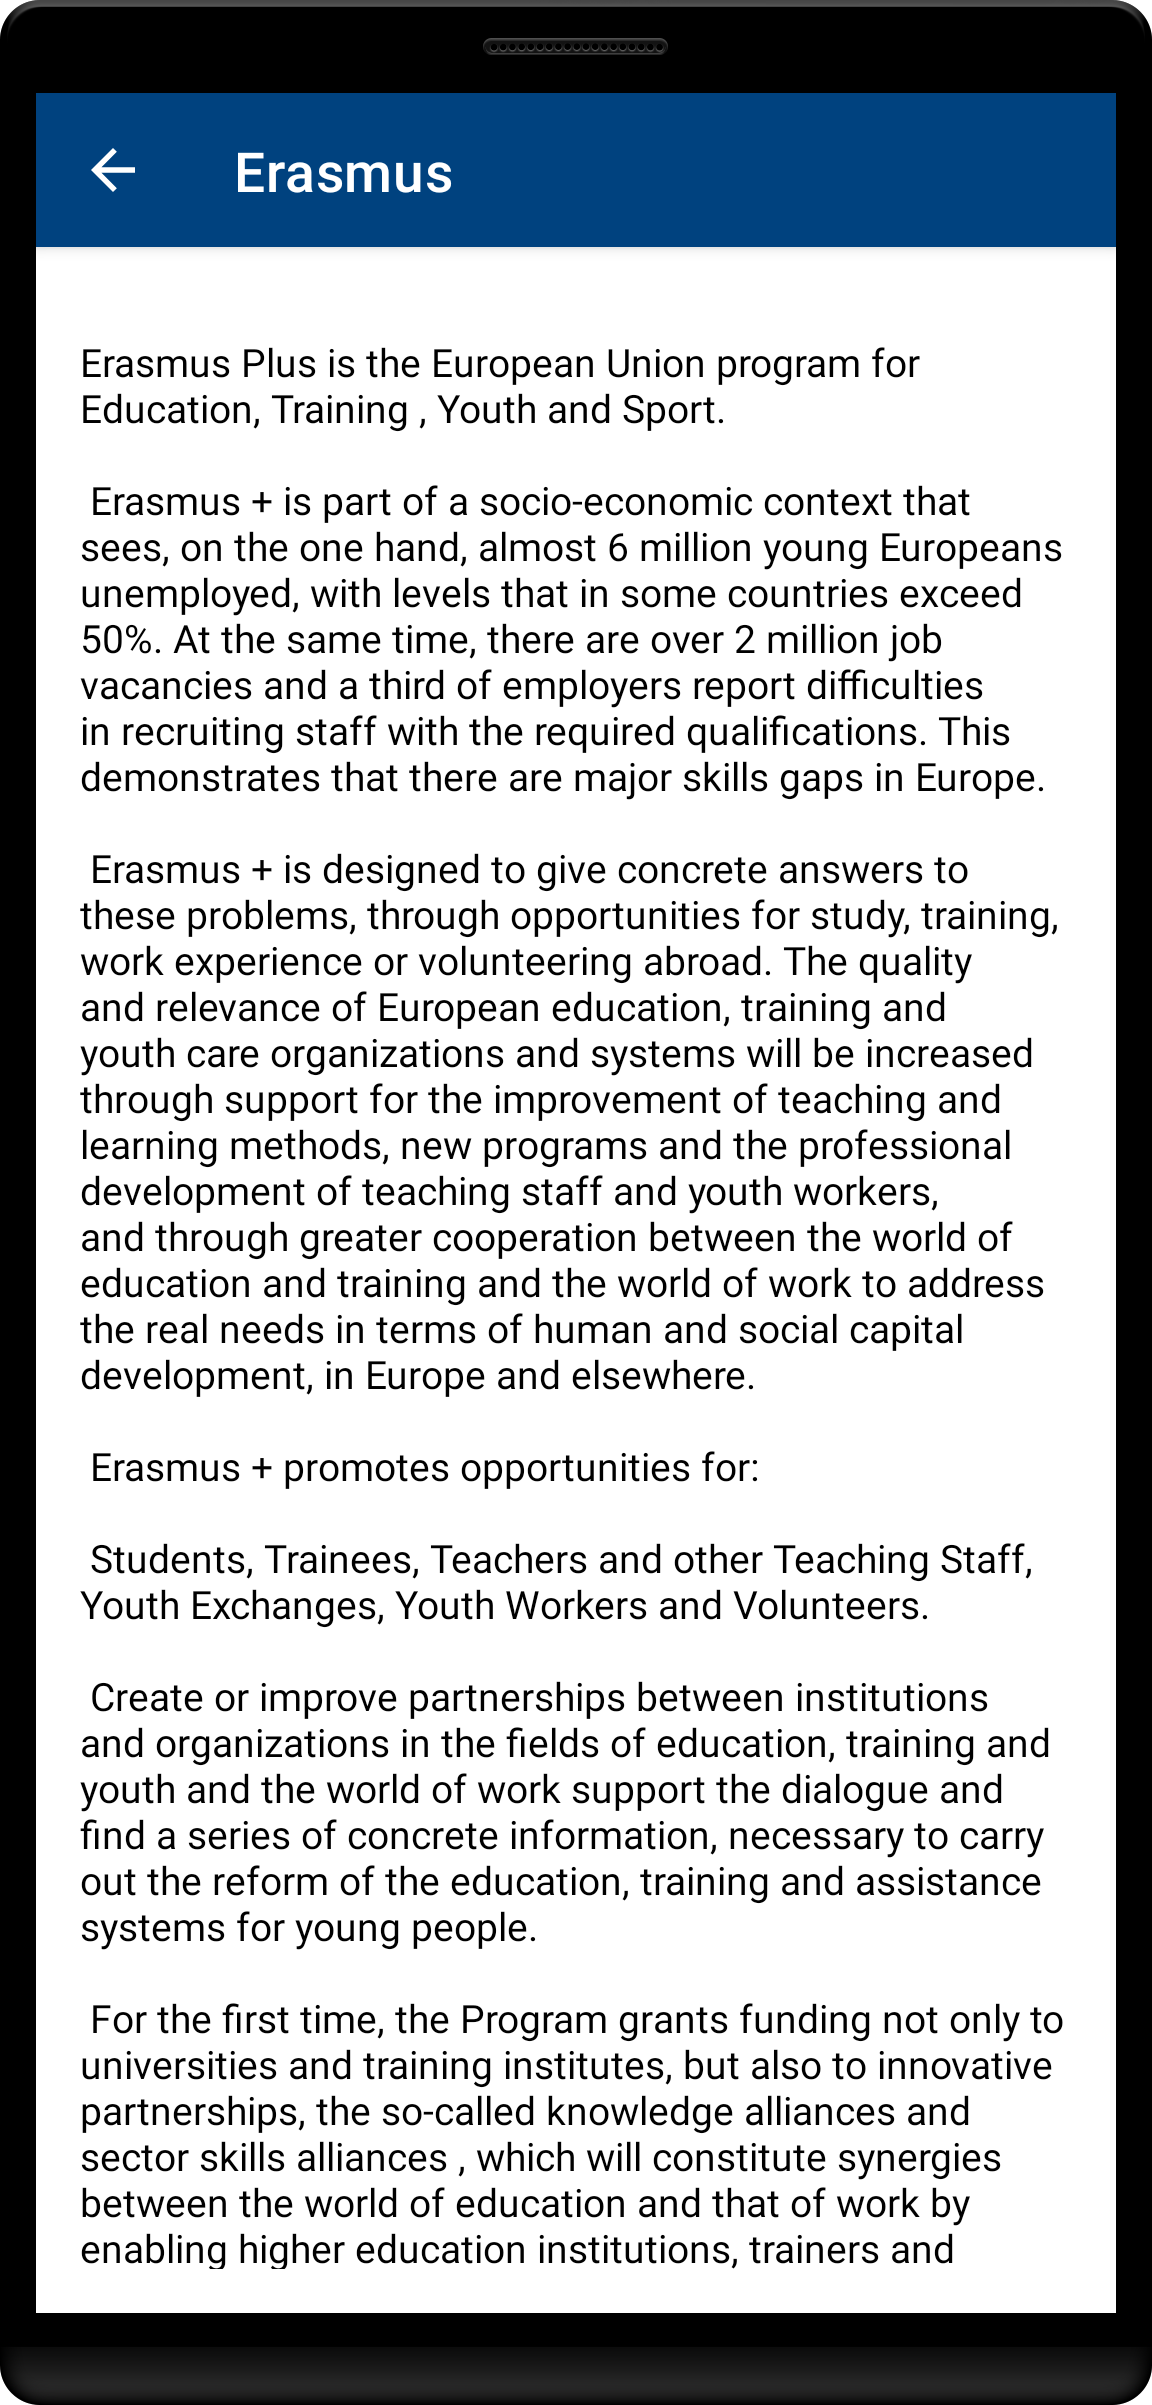 Erasmus
Erasmus Plus is the European Union program for
Education, Training , Youth and Sport.
Erasmus + is part of a socio-economic context that
sees, on the one hand, almost 6 million young Europeans
unemployed, with levels that in some countries exceed
50%. At the same time, there are over 2 million job
vacancies and a third of employers report difficulties
in recruiting staff with the required qualifications. This
demonstrates that there are major skills gaps in Europe.
Erasmus + is designed to give concrete answers to
these problems, through opportunities for study, training,
work experience or volunteering abroad. The quality
and relevance of European education, training and
youth care organizations and systems will be increased
through support for the improvement of teaching and
learning methods, new programs and the professional
development of teaching staff and youth workers,
and through greater cooperation between the world of
education and training and the world of work to address
the real needs in terms of human and social capital
development, in Europe and elsewhere.
Erasmus + promotes opportunities for:
Students, Trainees, Teachers and other Teaching Staff,
Youth Exchanges, Youth Workers and Volunteers.
Create or improve partnerships between institutions
and organizations in the fields of education, training and
youth and the world of work support the dialogue and
find a series of concrete information, necessary to carry
out the reform of the education, training and assistance
systems for young people.
For the first time, the Program grants funding not only to
universities and training institutes, but also to innovative
partnerships, the so-called knowledge alliances and
sector skills alliances , which will constitute synergies
between the world of education and that of work by
enabling higher education institutions, trainers and